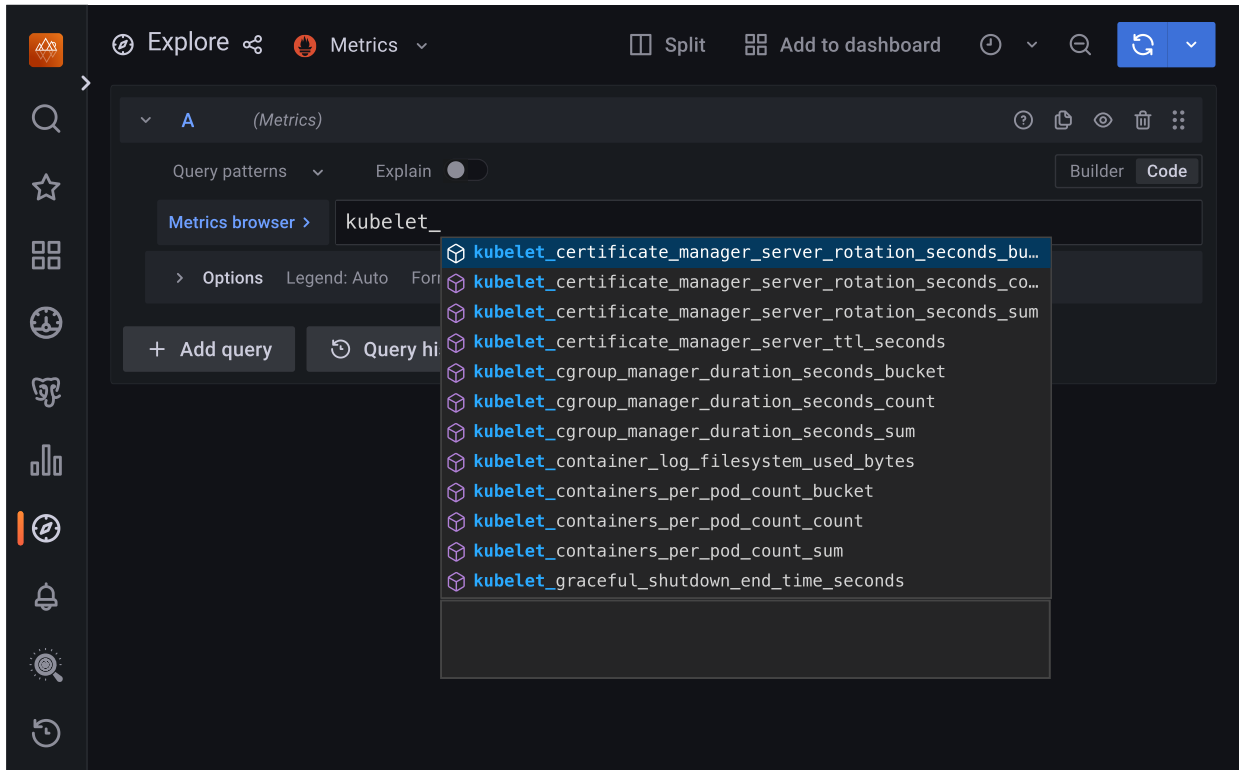 Explore Metrics Split Add to dashboard
A (Metrics)
Query patterns Explain Builder Code
Metrics browser > kubelet_
kubelet_certificate_manager_server_rotation_seconds_bu…
Options Legend: Auto
kubelet_certificate_manager_server_rotation_seconds_co…
kubelet_certificate_manager_server_rotation_seconds_sum
kubelet_certificate_manager_server_ttl_seconds
+ Add query Query
kubelet_cgroup_manager_duration_seconds_bucket
kubelet_cgroup_manager_duration_seconds_count
kubelet_cgroup_manager_duration_seconds_sum
kubelet_container_log_filesystem_used_bytes
kubelet_containers_per_pod_count_bucket
kubelet_containers_per_pod_count_count
kubelet_containers_per_pod_count_sum
kubelet_graceful_shutdown_end_time_seconds